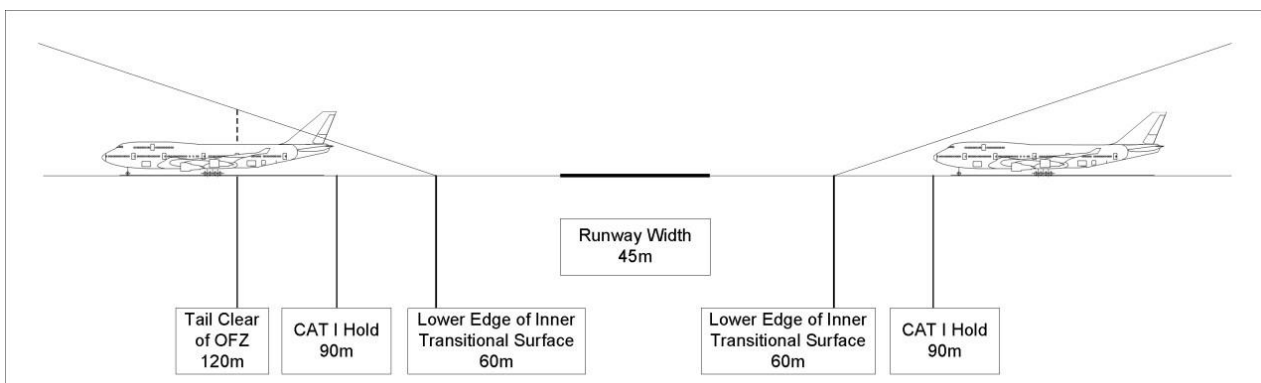 Runway Width
45m
Tail Clear
of OFZ
120m
CAT I Hold
90m
Lower Edge of Inner
Transitional Surface
60m
Lower Edge of Inner
Transitional Surface
60m
CAT I Hold
90m